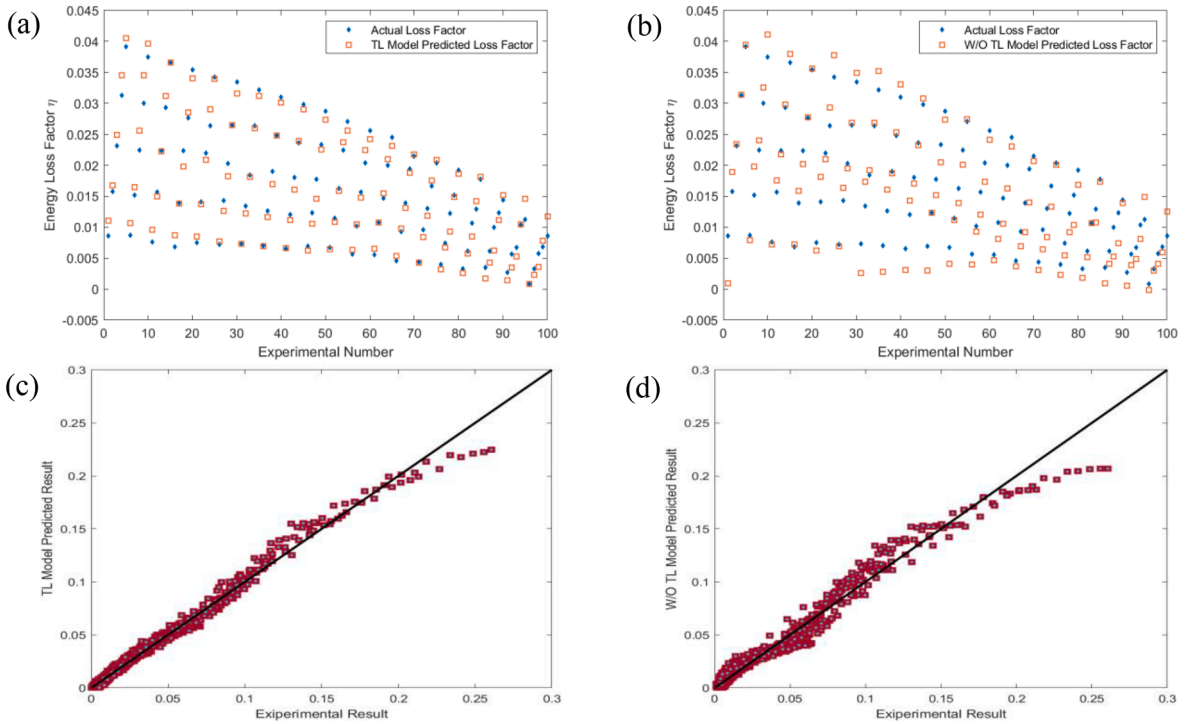 (a)
Energy Loss Factor η
0.045
0.04
0.035
0.03
0.025
0.02
0.015
0.01
0.005
0
-0.005
Actual Loss Factor
TL Model Predicted Loss Factor
0 10 20 30 40 50 60 70 80 90 100
Experimental Number
(b)
Energy Loss Factor η
0.045
0.04
0.035
0.03
0.025
0.02
0.015
0.01
0.005
0
-0.005
Actual Loss Factor
W/O TL Model Predicted Loss Factor
0 10 20 30 40 50 60 70 80 90 100
Experimental Number
(c)
TL Model Predicted Result
0.3
0.25
0.2
0.15
0.1
0.05
0
0 0.05 0.1 0.15 0.2 0.25 0.3
Exiperimental Result
(d)
W/O TL Model Predicted Result
0.3
0.25
0.2
0.15
0.1
0.05
0
0 0.05 0.1 0.15 0.2 0.25 0.3
Exiperimental Result